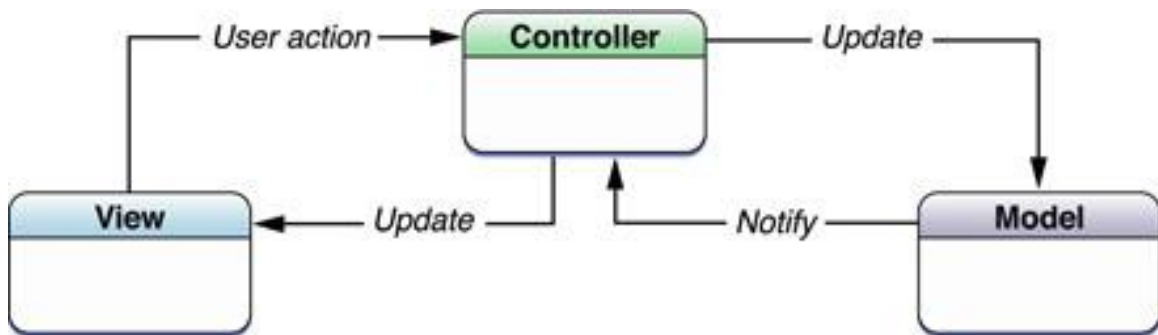 User action
Controller
Update
View
Update
Notify
Model